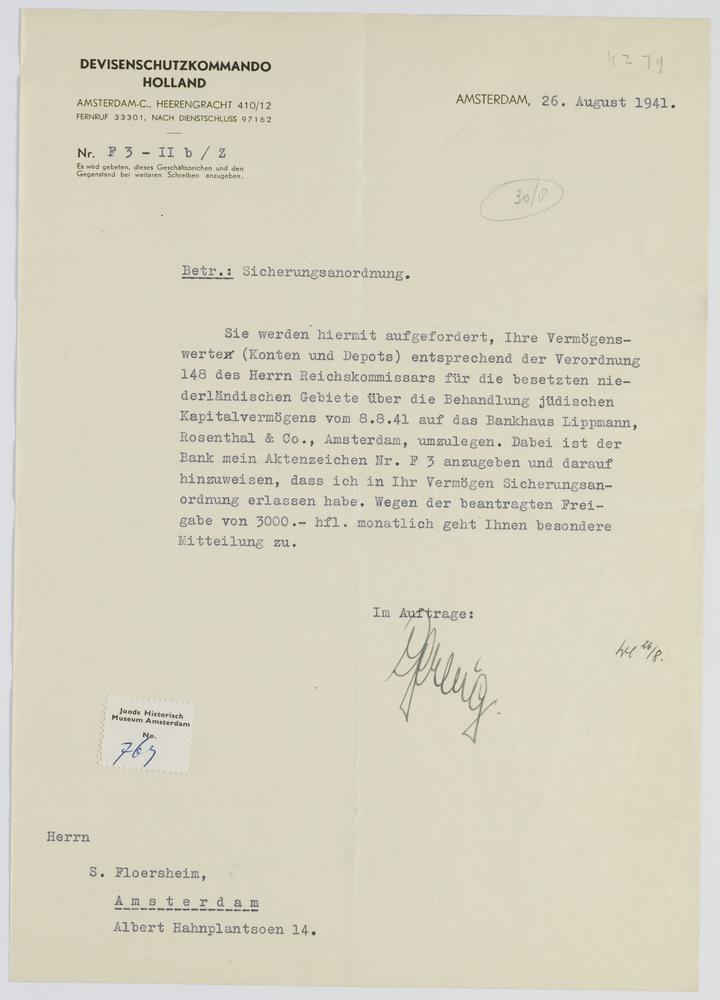 DEVISENSCHUTZKOMMANDO
HOLLAND
AMSTERDAM-C., HEERENGRACHT 410/12
FERNRUF 33301, NACH DIENSTSCHLUSS 97162
Nr. F 3 - II b / Z
Es wird gebeten, dieses Geschäftszeichen und den
Gegenstand bei weiteren Schreiben anzugeben.
4279
AMSTERDAM, 26. August 1941.
30/8
Betr.: Sicherungsanordnung.
Sie werden hiermit aufgefordert, Ihre Vermögens-
werte (Konten und Depots) entsprechend der Verordnung
148 des Herrn Reichskommissars für die besetzten nie-
derländischen Gebiete über die Behandlung jüdischen
Kapitalvermögens vom 8.8.41 auf das Bankhaus Lippmann,
Rosenthal & Co., Amsterdam, umzulegen. Dabei ist der
Bank mein Aktenzeichen Nr. F 3 anzugeben und darauf
hinzuweisen, dass ich in Ihr Vermögen Sicherungsan-
ordnung erlassen habe. Wegen der beantragten Frei-
gabe von 3000.- hfl. monatlich geht Ihnen besondere
Mitteilung zu.
Im Auftrage:
26/8.
Joods Historisch
Museum Amsterdam
No.
Herrn
S. Floersheim,
Amsterdam
Albert Hahnplantsoen 14.